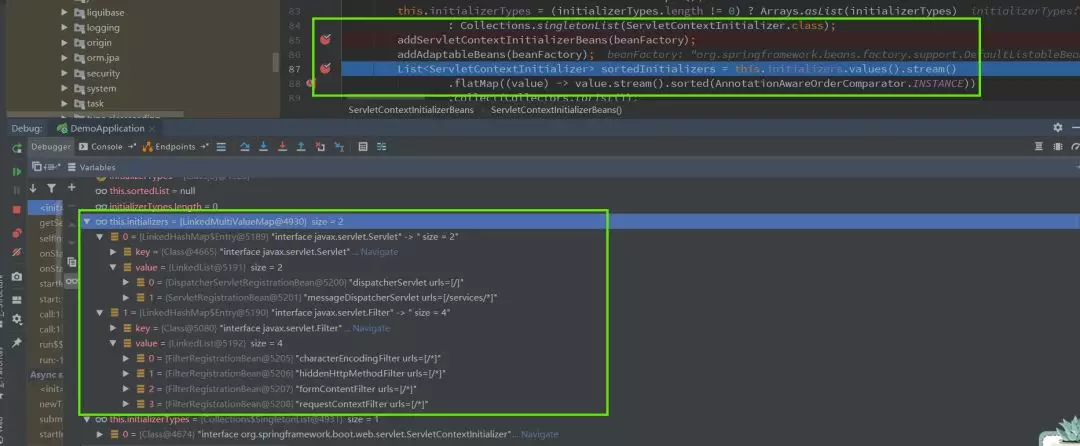 liquibase
logging
origin
orm.jpa
security
system
task
83 this.initializerTypes = (initializerTypes.length != 0) ? Arrays.asList(initializerTypes) initializerTypes:
84 : Collections.singletonList(ServletContextInitializer.class);
85 addServletContextInitializerBeans(beanFactory);
86 addAdaptableBeans(beanFactory); beanFactory: "org.springframework.beans.factory.support.DefaultListableBean
87 List<ServletContextInitializer> sortedInitializers = this.initializers.values().stream()
88 .flatMap((value) -> value.stream().sorted(AnnotationAwareOrderComparator.INSTANCE))
.collect(Collectors.toList());
ServletContextInitializerBeans ServletContextInitializerBeans()
Debug: DemoApplication ×
Debugger Console Endpoints
Variables
this.sortedList = null
initializerTypes.length = 0
this.initializers = {LinkedMultiValueMap@4930} size = 2
0 = {LinkedHashMap$Entry@5189} "interface javax.servlet.Servlet" -> " size = 2"
key = {Class@4665} "interface javax.servlet.Servlet" ... Navigate
value = {LinkedList@5191} size = 2
0 = {DispatcherServletRegistrationBean@5200} "dispatcherServlet urls=[/]"
1 = {ServletRegistrationBean@5201} "messageDispatcherServlet urls=[/services/*]"
1 = {LinkedHashMap$Entry@5190} "interface javax.servlet.Filter" -> " size = 4"
key = {Class@5080} "interface javax.servlet.Filter" ... Navigate
value = {LinkedList@5192} size = 4
0 = {FilterRegistrationBean@5205} "characterEncodingFilter urls=[/*]"
1 = {FilterRegistrationBean@5206} "hiddenHttpMethodFilter urls=[/*]"
2 = {FilterRegistrationBean@5207} "formContentFilter urls=[/*]"
3 = {FilterRegistrationBean@5208} "requestContextFilter urls=[/*]"
this.initializerTypes = {Collections$SingletonList@4931} size = 1
0 = {Class@4674} "interface org.springframework.boot.web.servlet.ServletContextInitializer" ... Navigate
<init>
getSe
selfIni
onSta
onSta
start
start:
call:1
call:1
run$$
run:-1
Async s
<init>
newT
subm
startIn